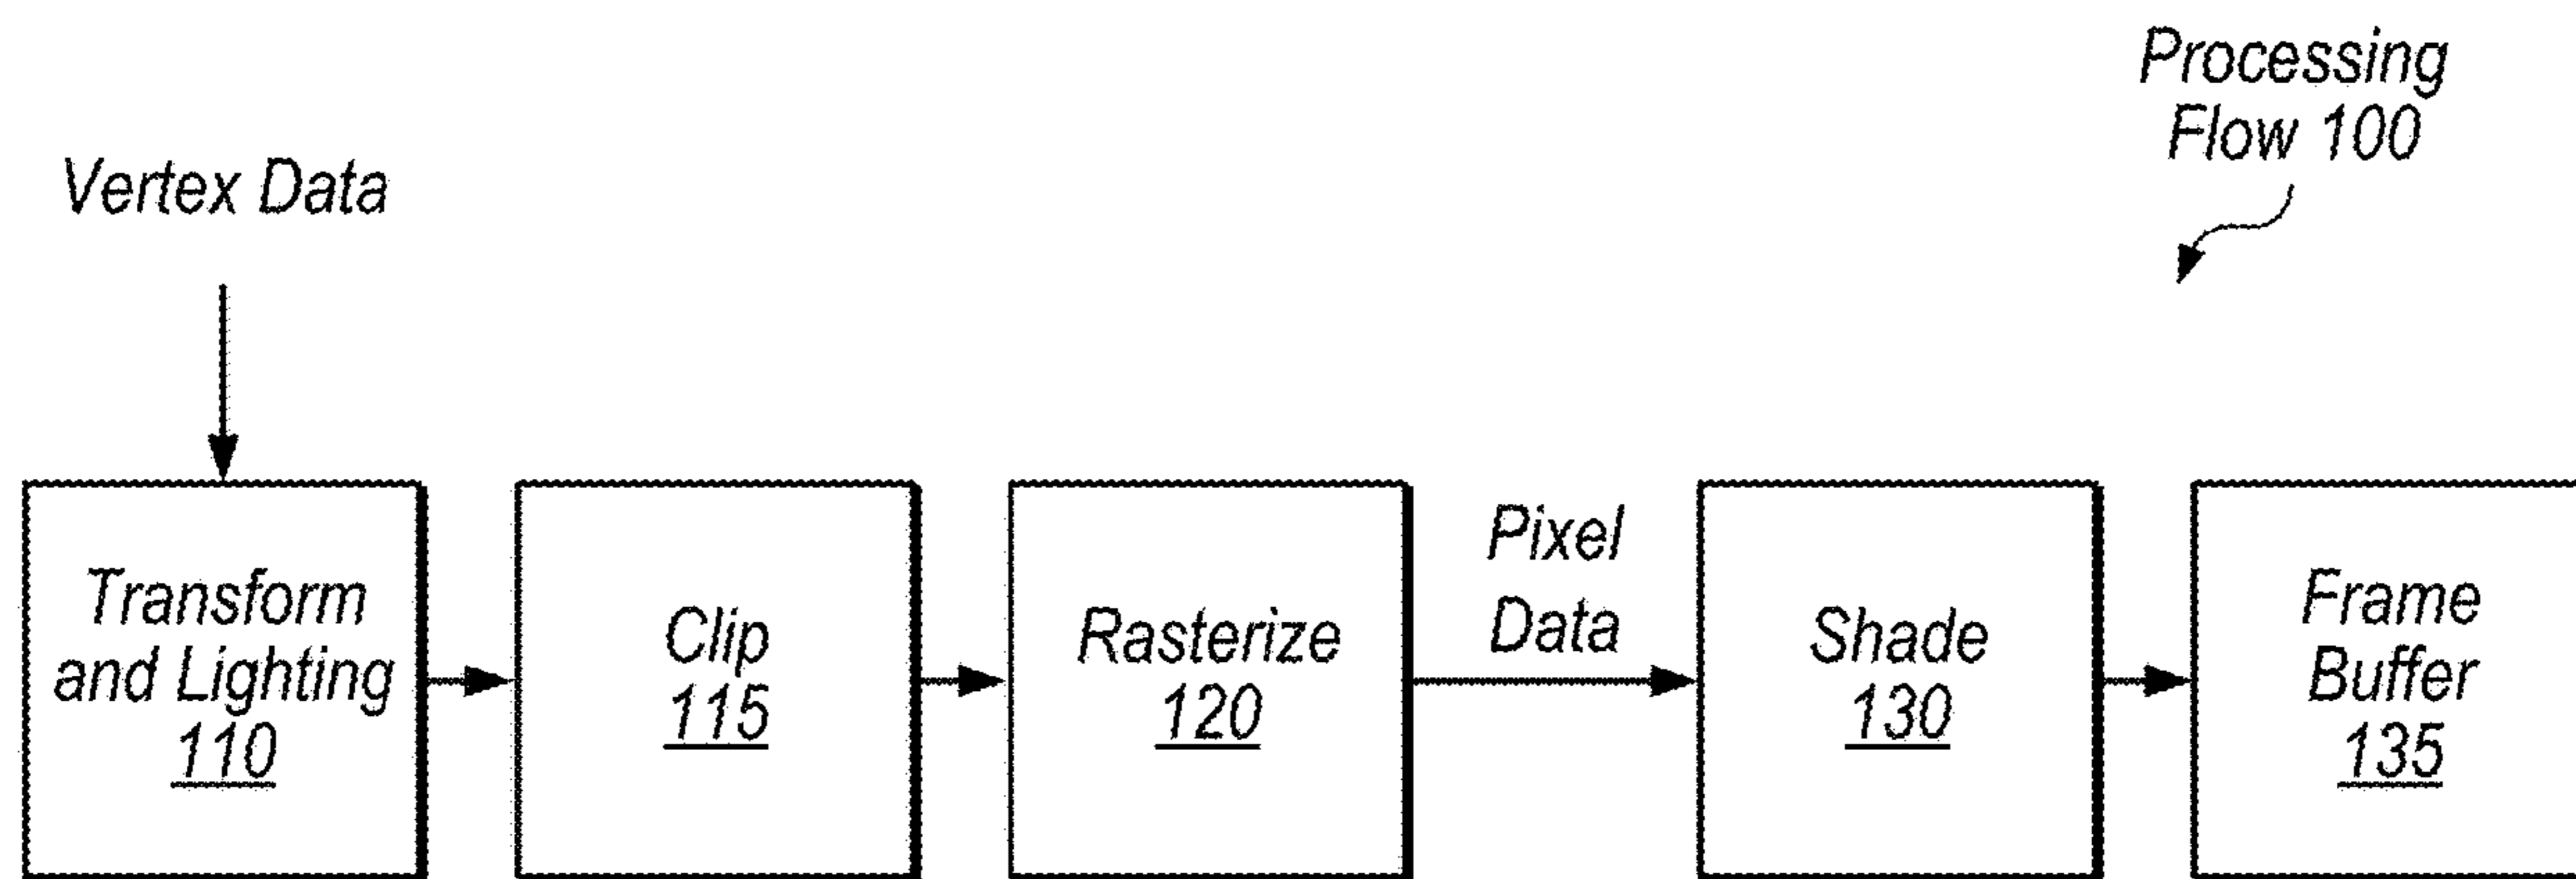 Processing
Flow 100
Vertex Data
Transform
and Lighting
110
Clip
115
Rasterize
120
Pixel
Data
Shade
130
Frame
Buffer
135